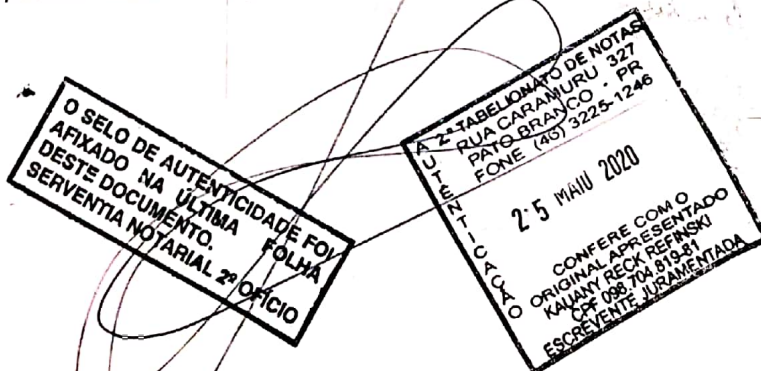 O SELO DE AUTENTICIDADE FOI
AFIXADO NA ÚLTIMA FOLHA
DESTE DOCUMENTO.
SERVENTIA NOTARIAL 2º OFÍCIO
2º TABELIONATO DE NOTAS
RUA CARAMURU 327
PATO BRANCO - PR
FONE (46) 3225-1246
AUTENTICAÇÃO
25 MAIO 2020
CONFERE COM O
ORIGINAL APRESENTADO
KAUANY RECK REFINSKI
CPF 098.704.819-81
ESCREVENTE JURAMENTADA